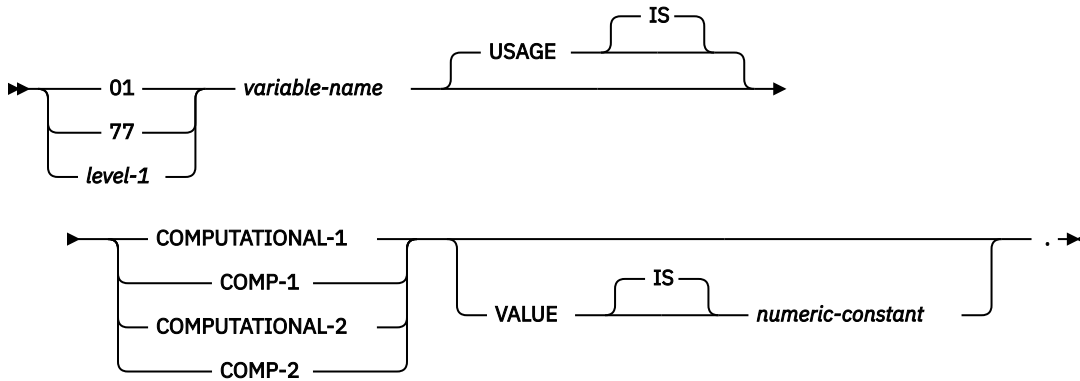 IS
USAGE
01 variable-name
77
level-1
COMPUTATIONAL-1 .
COMP-1
IS
VALUE numeric-constant
COMPUTATIONAL-2
COMP-2